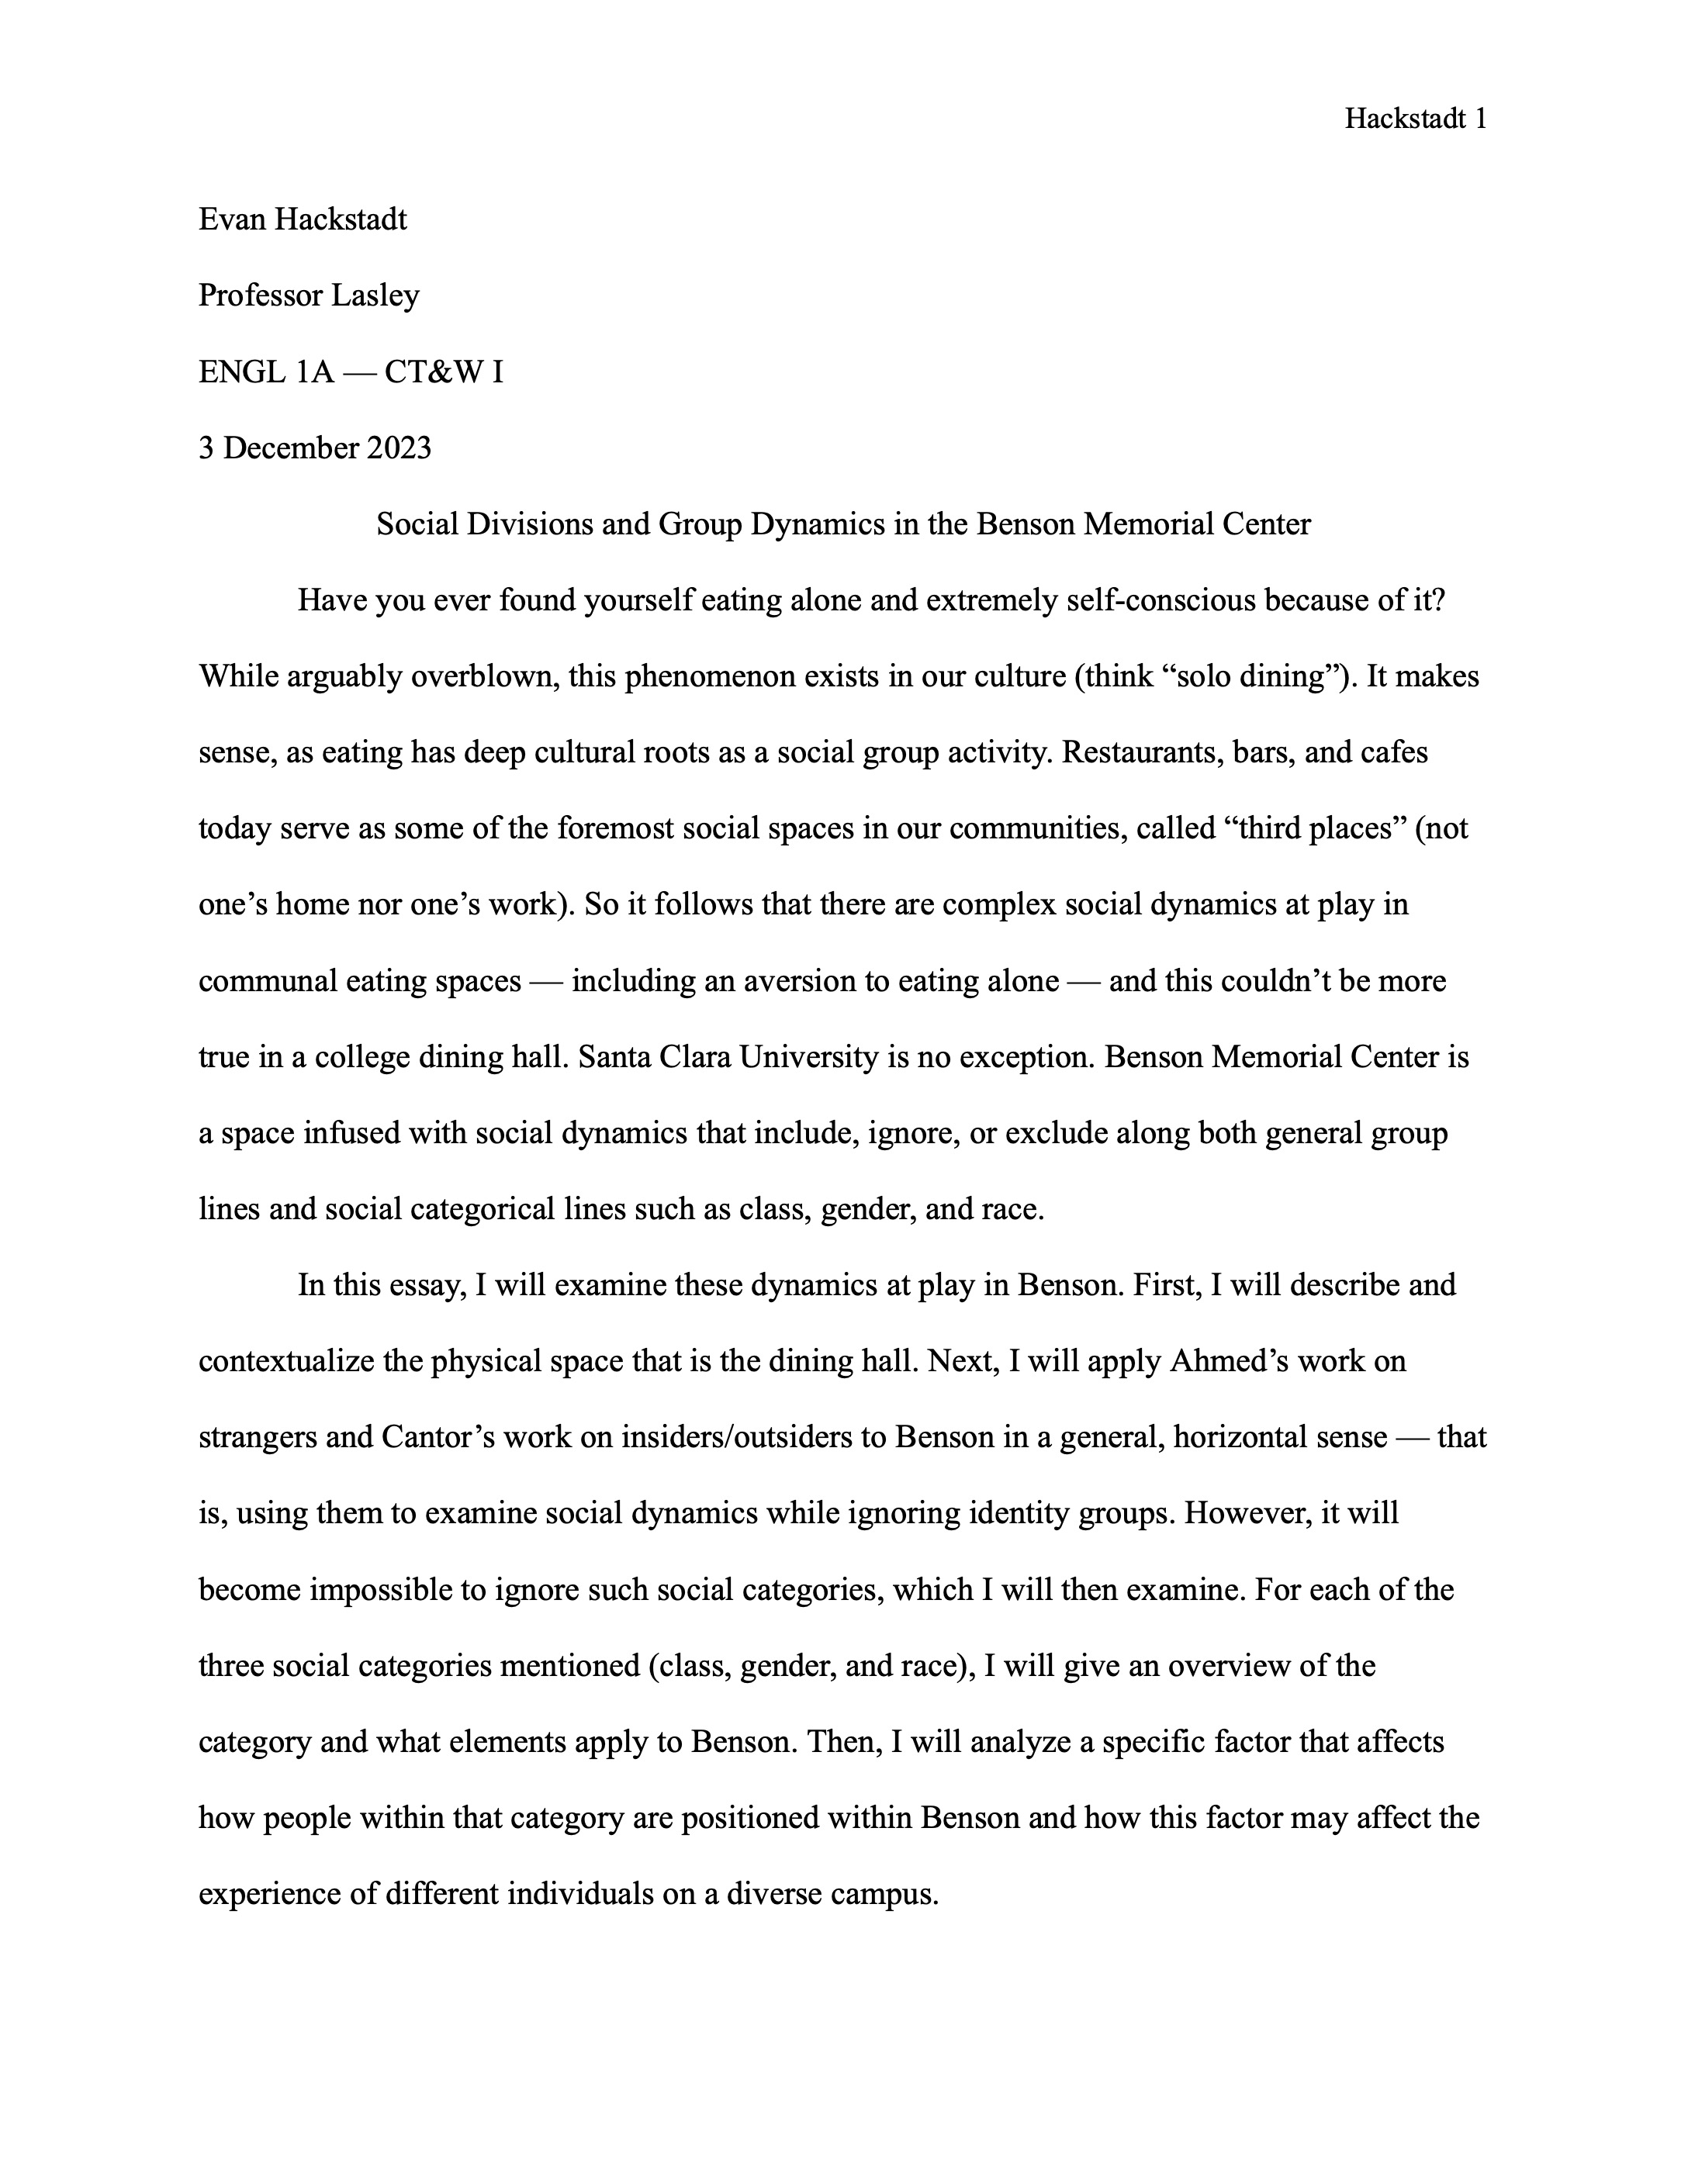 Hackstadt 1
Evan Hackstadt
Professor Lasley
ENGL 1A — CT&W I
3 December 2023
Social Divisions and Group Dynamics in the Benson Memorial Center
Have you ever found yourself eating alone and extremely self-conscious because of it?
While arguably overblown, this phenomenon exists in our culture (think “solo dining”). It makes
sense, as eating has deep cultural roots as a social group activity. Restaurants, bars, and cafes
today serve as some of the foremost social spaces in our communities, called “third places” (not
one’s home nor one’s work). So it follows that there are complex social dynamics at play in
communal eating spaces — including an aversion to eating alone — and this couldn’t be more
true in a college dining hall. Santa Clara University is no exception. Benson Memorial Center is
a space infused with social dynamics that include, ignore, or exclude along both general group
lines and social categorical lines such as class, gender, and race.
In this essay, I will examine these dynamics at play in Benson. First, I will describe and
contextualize the physical space that is the dining hall. Next, I will apply Ahmed’s work on
strangers and Cantor’s work on insiders/outsiders to Benson in a general, horizontal sense — that
is, using them to examine social dynamics while ignoring identity groups. However, it will
become impossible to ignore such social categories, which I will then examine. For each of the
three social categories mentioned (class, gender, and race), I will give an overview of the
category and what elements apply to Benson. Then, I will analyze a specific factor that affects
how people within that category are positioned within Benson and how this factor may affect the
experience of different individuals on a diverse campus.